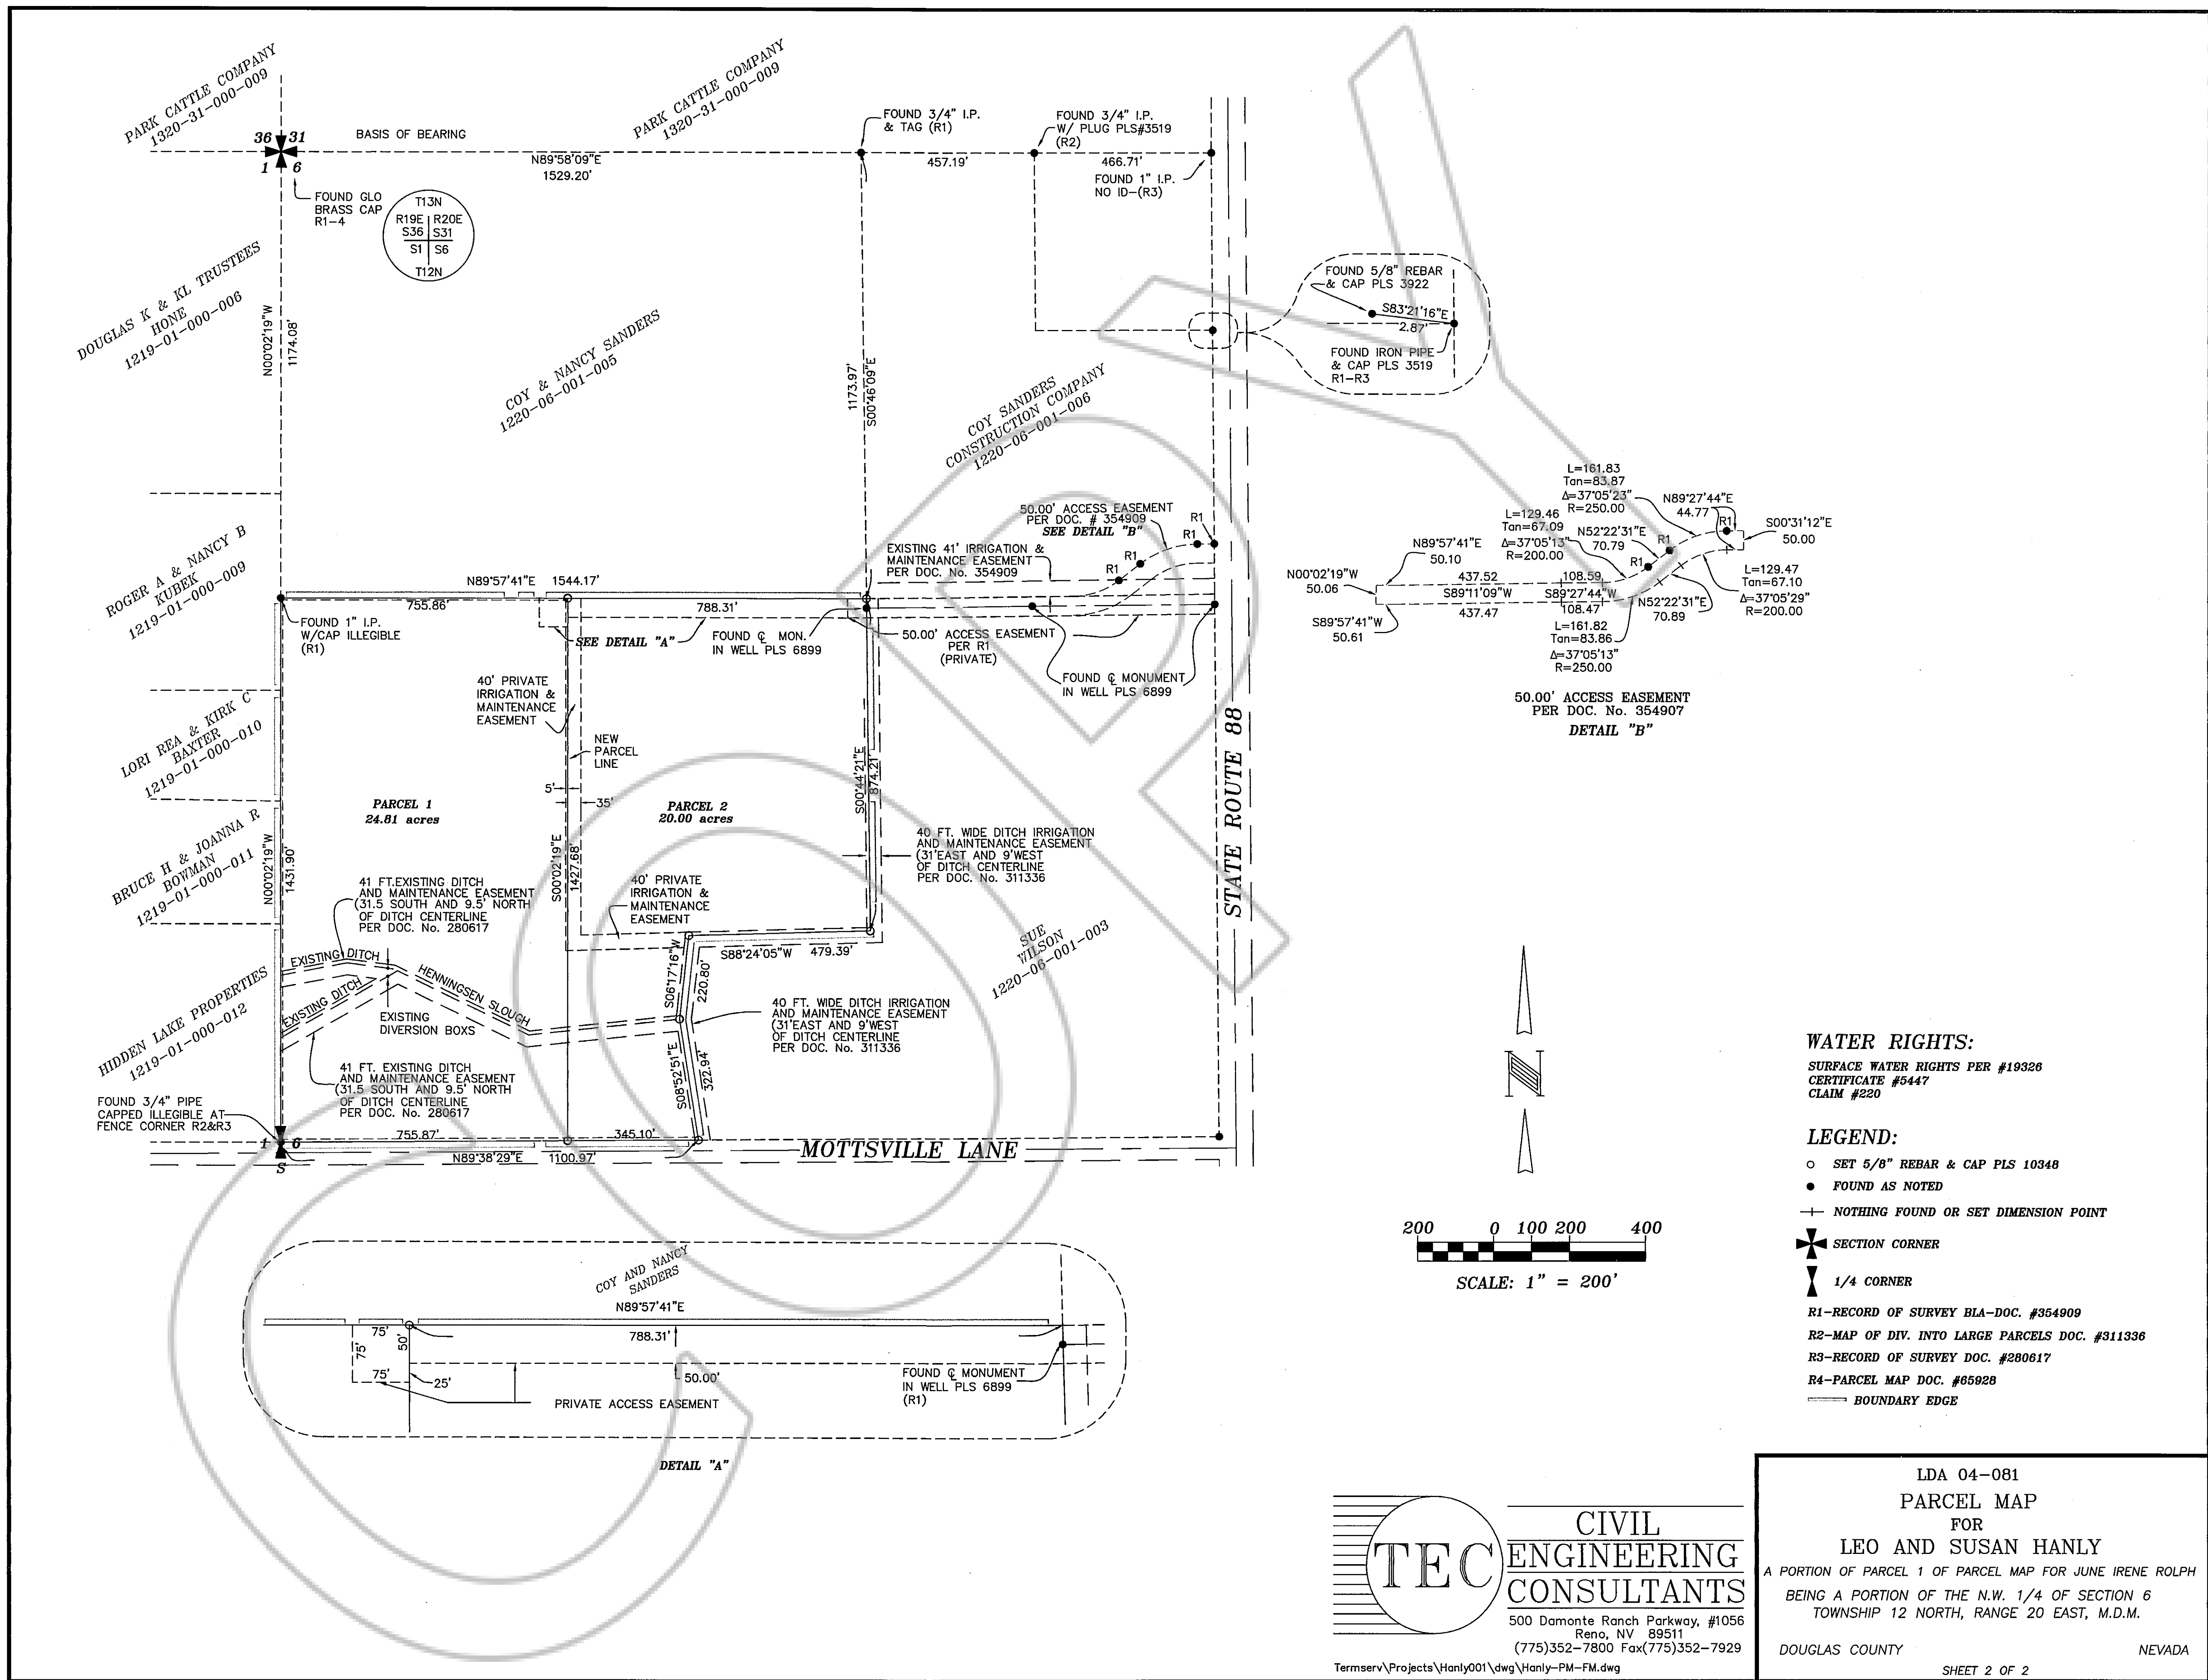 PARK CATTLE COMPANY
1320-31-000-009
PARK CATTLE COMPANY
1320-31-000-009
36 31
1 6
BASIS OF BEARING
N89°58'09"E
1529.20'
FOUND 3/4" I.P.
& TAG (R1)
457.19'
FOUND 3/4" I.P.
W/ PLUG PLS#3519
(R2)
466.71'
FOUND 1" I.P.
NO ID-(R3)
FOUND GLO
BRASS CAP
R1-4
T13N
R19E R20E
S36 S31
S1 S6
T12N
DOUGLAS K & KL TRUSTEES
HONE
1219-01-000-006
N00°02'19"W
1174.08'
COY & NANCY SANDERS
1220-06-001-005
1173.97'
S00°46'09"E
COY SANDERS
CONSTRUCTION COMPANY
1220-06-001-006
FOUND 5/8" REBAR
& CAP PLS 3922
S83°21'16"E
2.87'
FOUND IRON PIPE
& CAP PLS 3519
R1-R3
50.00' ACCESS EASEMENT
PER DOC. # 354909
SEE DETAIL "B"
R1
R1
R1
R1
EXISTING 41' IRRIGATION &
MAINTENANCE EASEMENT
PER DOC. No. 354909
ROGER A & NANCY B
KUBEK
1219-01-000-009
N89°57'41"E 1544.17'
755.86'
788.31'
FOUND 1" I.P.
W/CAP ILLEGIBLE
(R1)
SEE DETAIL "A"
FOUND ℄ MON.
IN WELL PLS 6899
50.00' ACCESS EASEMENT
PER R1
(PRIVATE)
FOUND ℄ MONUMENT
IN WELL PLS 6899
L=161.83
Tan=83.87
Δ=37°05'23"
R=250.00
N89°27'44"E
44.77
R1
S00°31'12"E
50.00
L=129.46
Tan=67.09
Δ=37°05'13"
R=200.00
N52°22'31"E
70.79
R1
R1
N89°57'41"E
50.10
N00°02'19"W
50.06
437.52
S89°11'09"W
437.47
108.59
S89°27'44"W
108.47
S89°57'41"W
50.61
N52°22'31"E
70.89
L=129.47
Tan=67.10
Δ=37°05'29"
R=200.00
L=161.82
Tan=83.86
Δ=37°05'13"
R=250.00
50.00' ACCESS EASEMENT
PER DOC. No. 354907
DETAIL "B"
40' PRIVATE
IRRIGATION &
MAINTENANCE
EASEMENT
NEW
PARCEL
LINE
LORI REA & KIRK C
BAXTER
1219-01-000-010
5'
35'
PARCEL 1
24.81 acres
PARCEL 2
20.00 acres
S00°44'21"E
874.21'
STATE ROUTE 88
BRUCE H & JOANNA R
BOWMAN
1219-01-000-011
N00°02'19"W
1431.90'
S00°02'19"E
1427.68'
40 FT. WIDE DITCH IRRIGATION
AND MAINTENANCE EASEMENT
(31'EAST AND 9'WEST
OF DITCH CENTERLINE
PER DOC. No. 311336
41 FT.EXISTING DITCH
AND MAINTENANCE EASEMENT
(31.5 SOUTH AND 9.5' NORTH
OF DITCH CENTERLINE
PER DOC. No. 280617
40' PRIVATE
IRRIGATION &
MAINTENANCE
EASEMENT
S88°24'05"W 479.39'
S06°17'16"W
220.80'
SUE
WILSON
1220-06-001-003
HIDDEN LAKE PROPERTIES
1219-01-000-012
EXISTING DITCH
EXISTING DITCH
HENNINGSEN SLOUGH
EXISTING
DIVERSION BOXS
40 FT. WIDE DITCH IRRIGATION
AND MAINTENANCE EASEMENT
(31'EAST AND 9'WEST
OF DITCH CENTERLINE
PER DOC. No. 311336
S08°52'51"E
322.94'
41 FT. EXISTING DITCH
AND MAINTENANCE EASEMENT
(31.5 SOUTH AND 9.5' NORTH
OF DITCH CENTERLINE
PER DOC. No. 280617
FOUND 3/4" PIPE
CAPPED ILLEGIBLE AT
FENCE CORNER R2&R3
1 6
S
755.87'
345.10'
N89°38'29"E 1100.97'
MOTTSVILLE LANE
N
200 0 100 200 400
SCALE: 1" = 200'
WATER RIGHTS:
SURFACE WATER RIGHTS PER #19326
CERTIFICATE #5447
CLAIM #220
LEGEND:
SET 5/8" REBAR & CAP PLS 10348
FOUND AS NOTED
NOTHING FOUND OR SET DIMENSION POINT
SECTION CORNER
1/4 CORNER
R1-RECORD OF SURVEY BLA-DOC. #354909
R2-MAP OF DIV. INTO LARGE PARCELS DOC. #311336
R3-RECORD OF SURVEY DOC. #280617
R4-PARCEL MAP DOC. #65928
BOUNDARY EDGE
COY AND NANCY
SANDERS
N89°57'41"E
788.31'
75'
75'
50'
75'
25'
50.00'
PRIVATE ACCESS EASEMENT
FOUND ℄ MONUMENT
IN WELL PLS 6899
(R1)
DETAIL "A"
COPY
TEC
CIVIL
ENGINEERING
CONSULTANTS
500 Damonte Ranch Parkway, #1056
Reno, NV 89511
(775)352-7800 Fax(775)352-7929
Termserv\Projects\Hanly001\dwg\Hanly-PM-FM.dwg
LDA 04-081
PARCEL MAP
FOR
LEO AND SUSAN HANLY
A PORTION OF PARCEL 1 OF PARCEL MAP FOR JUNE IRENE ROLPH
BEING A PORTION OF THE N.W. 1/4 OF SECTION 6
TOWNSHIP 12 NORTH, RANGE 20 EAST, M.D.M.
DOUGLAS COUNTY NEVADA
SHEET 2 OF 2